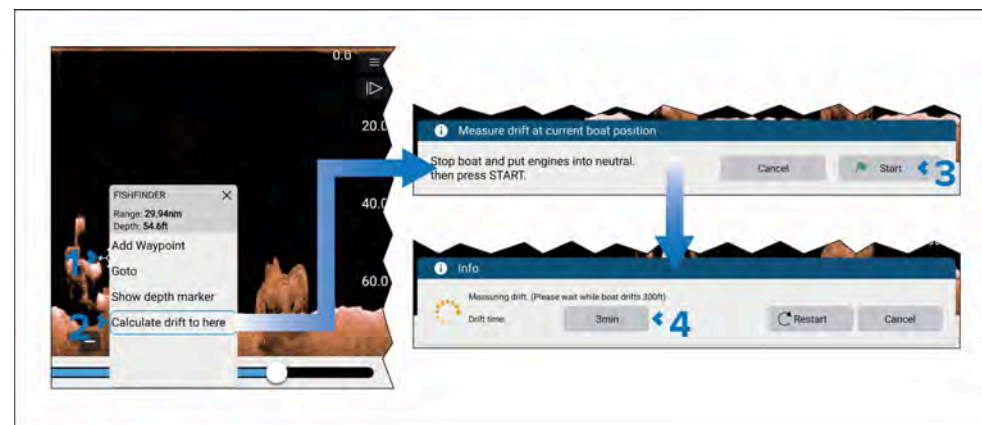 0.0
20.0
40.0
60.0
FISHFINDER
Range: 29.94nm
Depth: 54.6ft
Add Waypoint
1
Goto
Show depth marker
2
Calculate drift to here
Measure drift at current boat position
Stop boat and put engines into neutral.
then press START.
Cancel
Start
3
Info
Measuring drift. (Please wait while boat drifts 300ft)
Drift time:
3min
4
Restart
Cancel